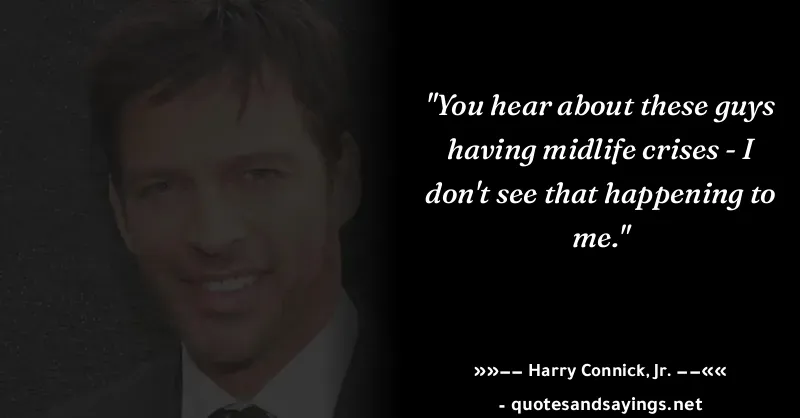 "You hear about these guys
having midlife crises - I
don't see that happening to
me."
»»−− Harry Connick, Jr. −−««
- quotesandsayings.net